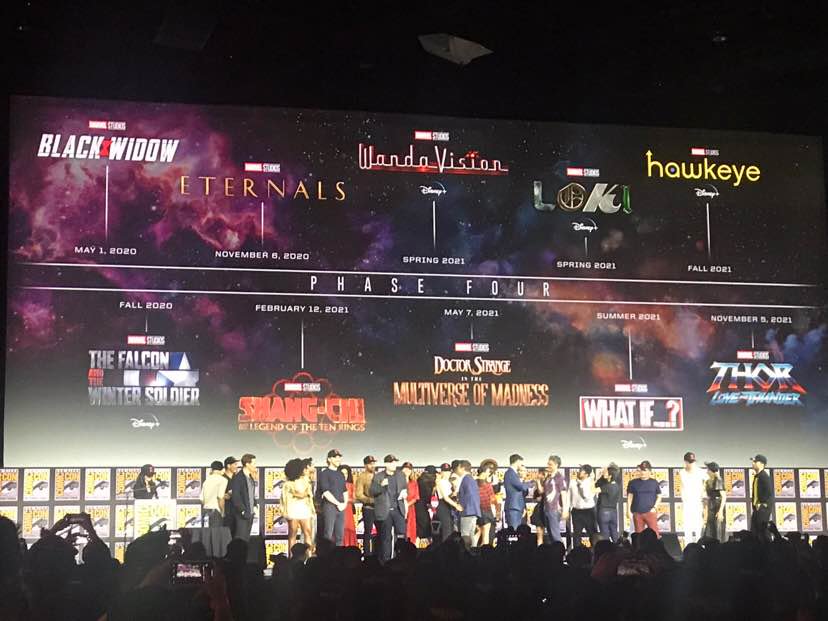 MARVEL STUDIOS
BLACK WIDOW
MAY 1, 2020
MARVEL STUDIOS
ETERNALS
NOVEMBER 6, 2020
MARVEL STUDIOS
WandaVision
Disney+
SPRING 2021
MARVEL STUDIOS
LOKI
Disney+
SPRING 2021
MARVEL STUDIOS
hawkeye
Disney+
FALL 2021
PHASE FOUR
FALL 2020
MARVEL STUDIOS
THE FALCON
AND THE
WINTER SOLDIER
Disney+
FEBRUARY 12, 2021
MARVEL STUDIOS
SHANG-CHI
AND THE LEGEND OF THE TEN RINGS
MAY 7, 2021
MARVEL STUDIOS
DOCTOR STRANGE
IN THE
MULTIVERSE OF MADNESS
SUMMER 2021
MARVEL STUDIOS
WHAT IF...?
Disney+
NOVEMBER 5, 2021
MARVEL STUDIOS
THOR
LOVE AND THUNDER